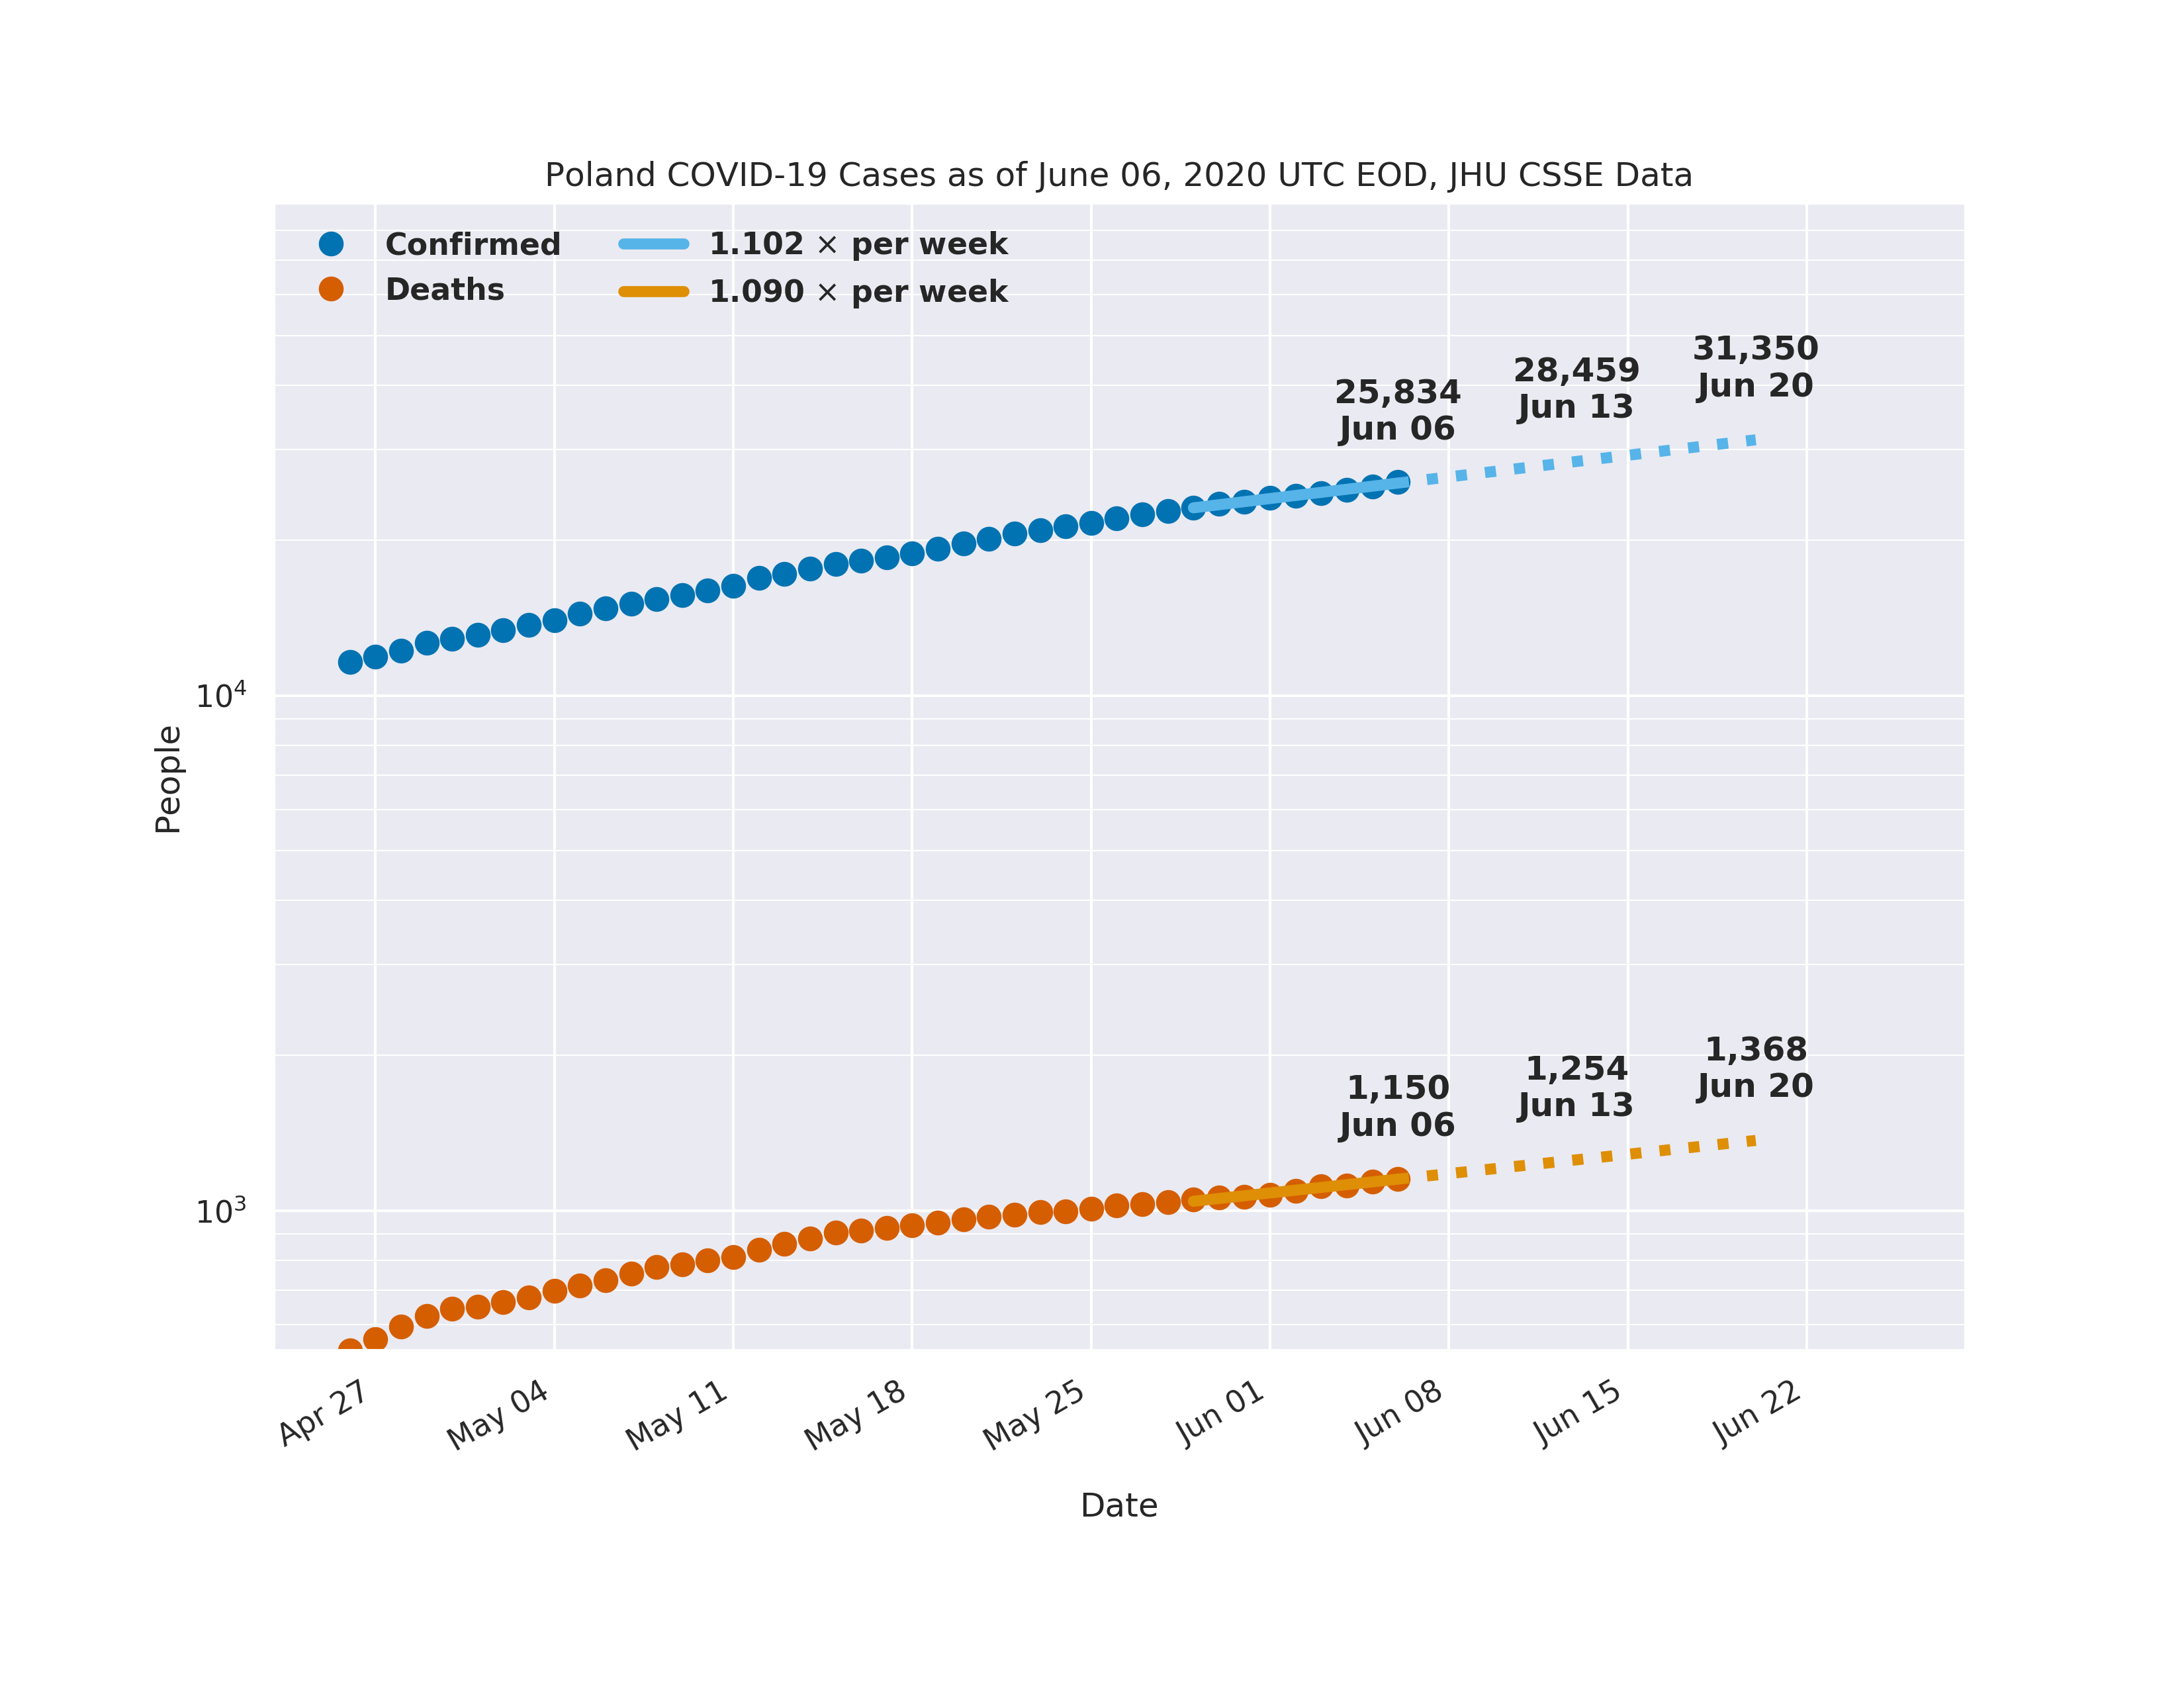 Poland COVID-19 Cases as of June 06, 2020 UTC EOD, JHU CSSE Data
Confirmed
Deaths
1.102 × per week
1.090 × per week
31,350
Jun 20
28,459
Jun 13
25,834
Jun 06
10⁴
People
1,368
Jun 20
1,254
Jun 13
1,150
Jun 06
10³
Apr 27
May 04
May 11
May 18
May 25
Jun 01
Jun 08
Jun 15
Jun 22
Date